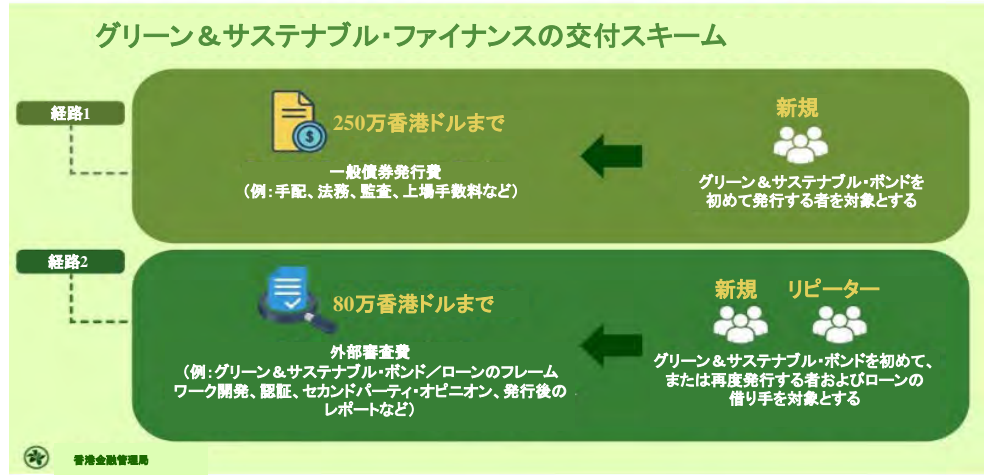 グリーン＆サステナブル・ファイナンスの交付スキーム
経路1
250万香港ドルまで
一般債券発行費
（例：手配、法務、監査、上場手数料など）
新規
グリーン＆サステナブル・ボンドを
初めて発行する者を対象とする
経路2
80万香港ドルまで
外部審査費
（例：グリーン＆サステナブル・ボンド／ローンのフレーム
ワーク開発、認証、セカンドパーティ・オピニオン、発行後の
レポートなど）
新規 リピーター
グリーン＆サステナブル・ボンドを初めて、
または再度発行する者およびローンの
借り手を対象とする
香港金融管理局